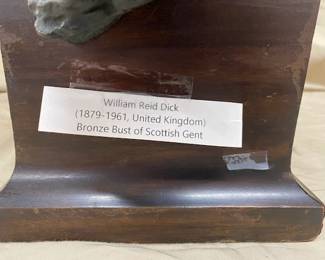 William Reid Dick
(1879-1961, United Kingdom)
Bronze Bust of Scottish Gent